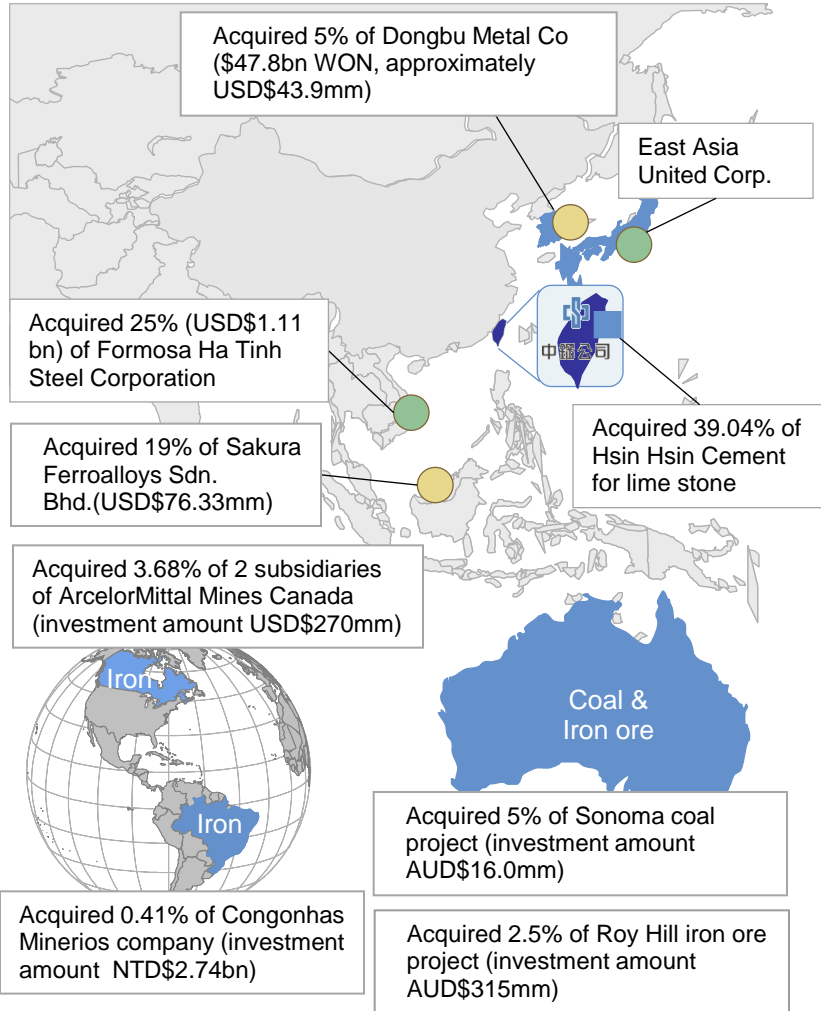 Acquired 5% of Dongbu Metal Co
($47.8bn WON, approximately
USD$43.9mm)
East Asia
United Corp.
Acquired 25% (USD$1.11
bn) of Formosa Ha Tinh
Steel Corporation
中鋼公司
Acquired 39.04% of
Hsin Hsin Cement
for lime stone
Acquired 19% of Sakura
Ferroalloys Sdn.
Bhd.(USD$76.33mm)
Acquired 3.68% of 2 subsidiaries
of ArcelorMittal Mines Canada
(investment amount USD$270mm)
Iron
Coal &
Iron ore
Iron
Acquired 5% of Sonoma coal
project (investment amount
AUD$16.0mm)
Acquired 0.41% of Congonhas
Minerios company (investment
amount  NTD$2.74bn)
Acquired 2.5% of Roy Hill iron ore
project (investment amount
AUD$315mm)